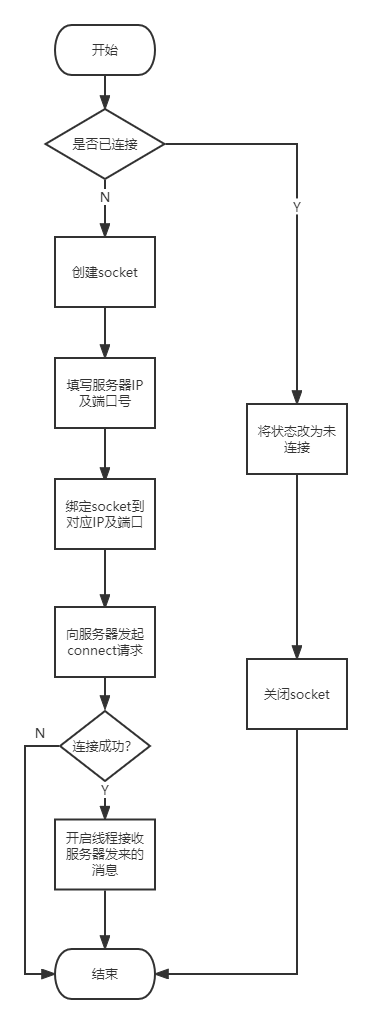 开始
是否已连接
N
Y
创建socket
填写服务器IP
及端口号
将状态改为未
连接
绑定socket到
对应IP及端口
向服务器发起
connect请求
关闭socket
N
连接成功?
Y
开启线程接收
服务器发来的
消息
结束